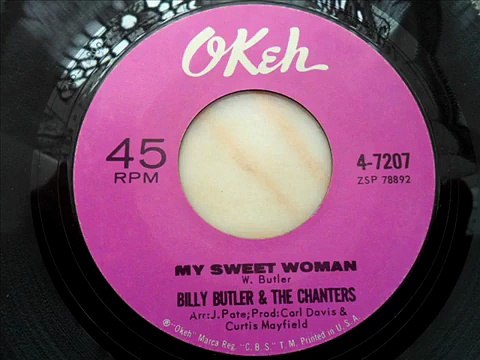 OKeh
45
RPM
4-7207
ZSP 78892
MY SWEET WOMAN
W. Butler
BILLY BUTLER & THE CHANTERS
Arr:J. Pate; Prod: Carl Davis &
Curtis Mayfield
® "Okeh" Marca Reg. "C.B.S." T.M. Printed in U.S.A.